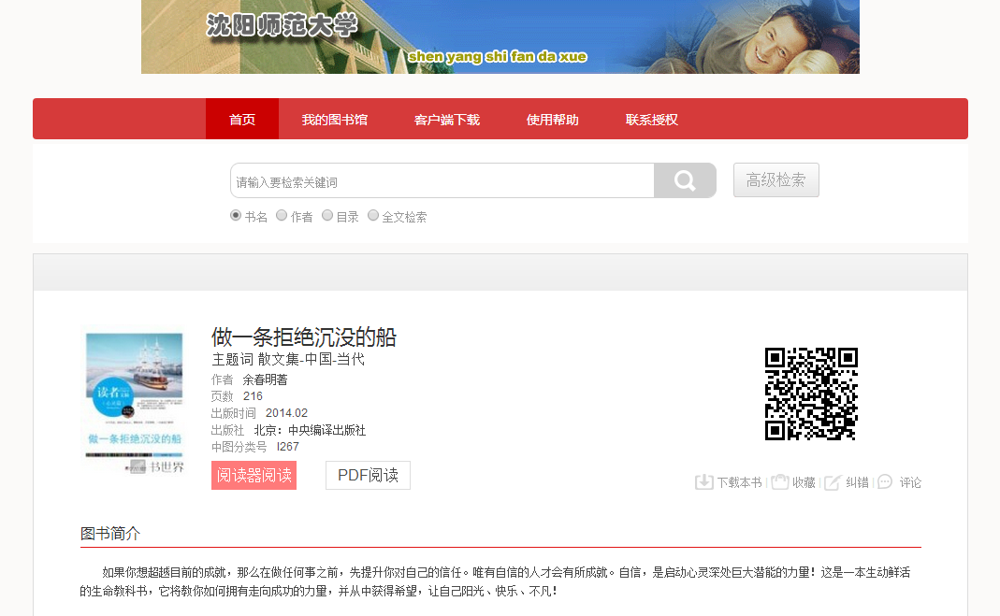 沈阳师范大学
shen yang shi fan da xue
首页 我的图书馆 客户端下载 使用帮助 联系授权
请输入要检索关键词 高级检索
书名 作者 目录 全文检索
做一条拒绝沉没的船
主题词 散文集-中国-当代
作者 余春明著
页数 216
出版时间 2014.02
出版社 北京：中央编译出版社
中图分类号 I267
阅读器阅读 PDF阅读
读者
做一条拒绝沉没的船
书世界
下载本书 | 收藏 | 纠错 | 评论
图书简介
如果你想超越目前的成就，那么在做任何事之前，先提升你对自己的信任。唯有自信的人才会有所成就。自信，是启动心灵深处巨大潜能的力量！这是一本生动鲜活
的生命教科书，它将教你如何拥有走向成功的力量，并从中获得希望，让自己阳光、快乐、不凡！